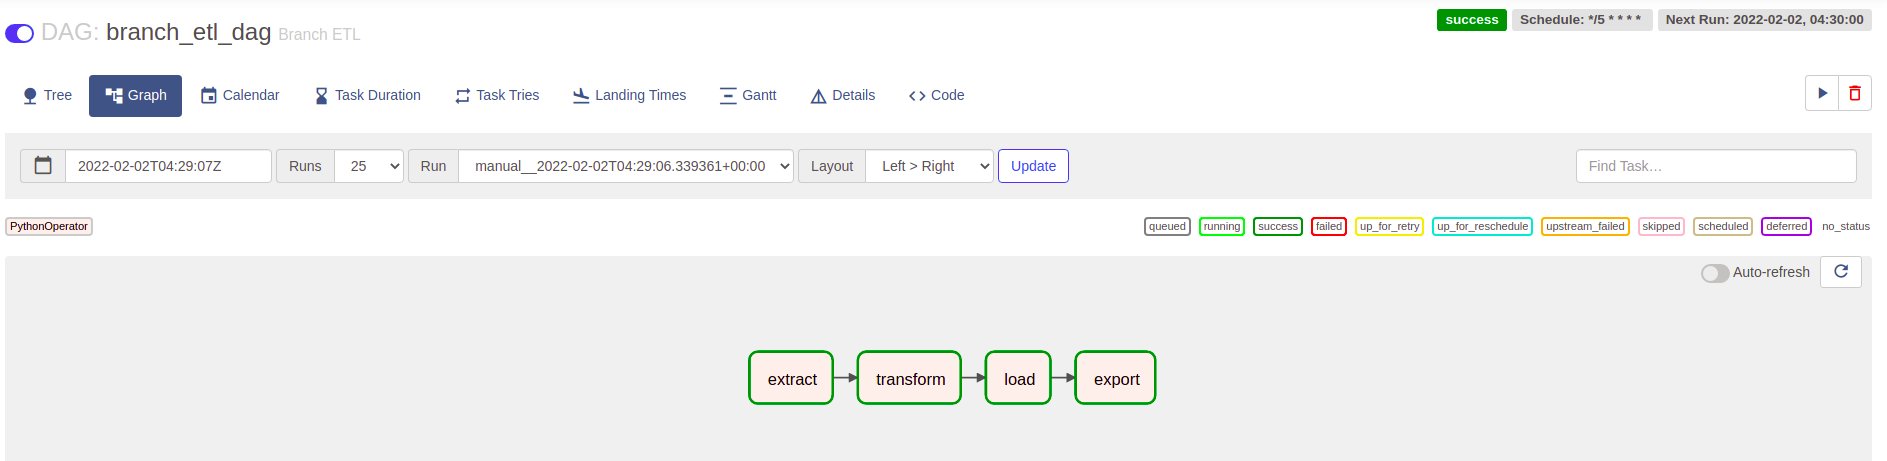 DAG: branch_etl_dag Branch ETL
success Schedule: */5 * * * * Next Run: 2022-02-02, 04:30:00
Tree Graph Calendar Task Duration Task Tries Landing Times Gantt Details Code
2022-02-02T04:29:07Z Runs 25 Run manual__2022-02-02T04:29:06.339361+00:00 Layout Left > Right Update Find Task…
PythonOperator queued running success failed up_for_retry up_for_reschedule upstream_failed skipped scheduled deferred no_status
Auto-refresh
extract transform load export